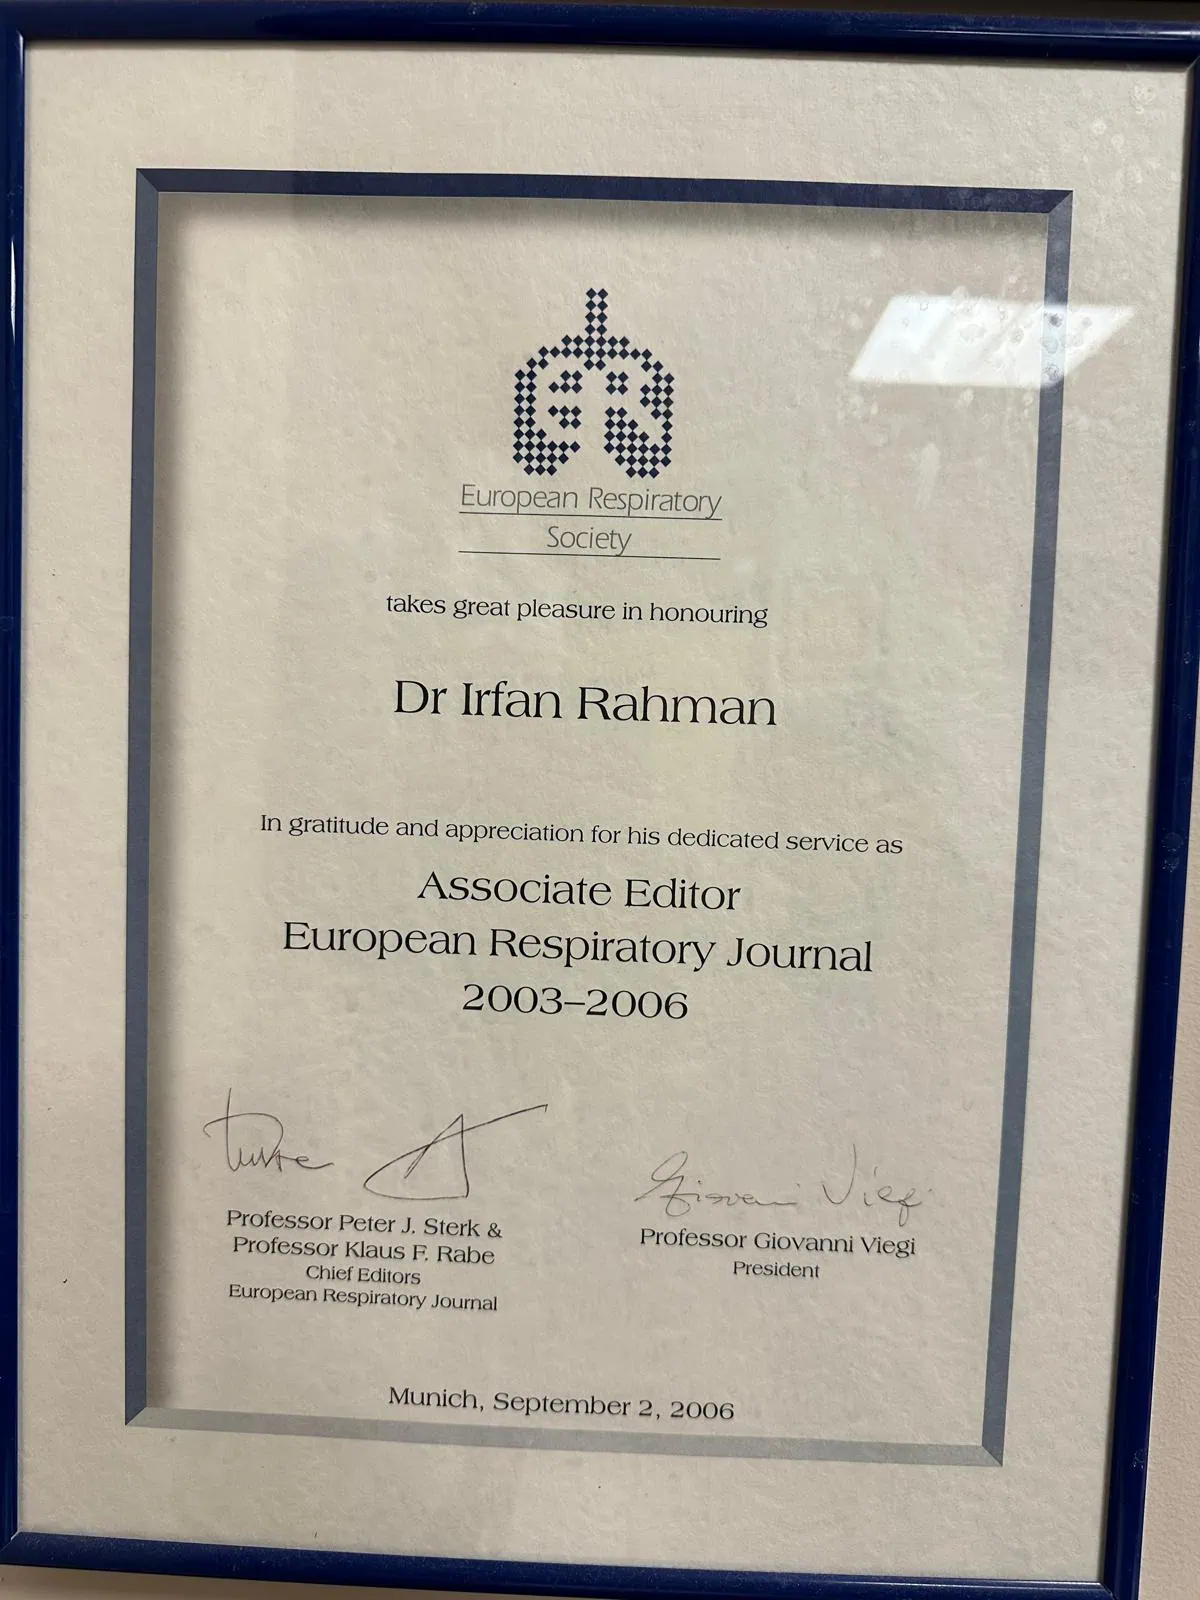 European Respiratory
Society
takes great pleasure in honouring
Dr Irfan Rahman
In gratitude and appreciation for his dedicated service as
Associate Editor
European Respiratory Journal
2003–2006
Giovanni Viegi
Professor Peter J. Sterk &
Professor Klaus F. Rabe
Chief Editors
European Respiratory Journal
Professor Giovanni Viegi
President
Munich, September 2, 2006